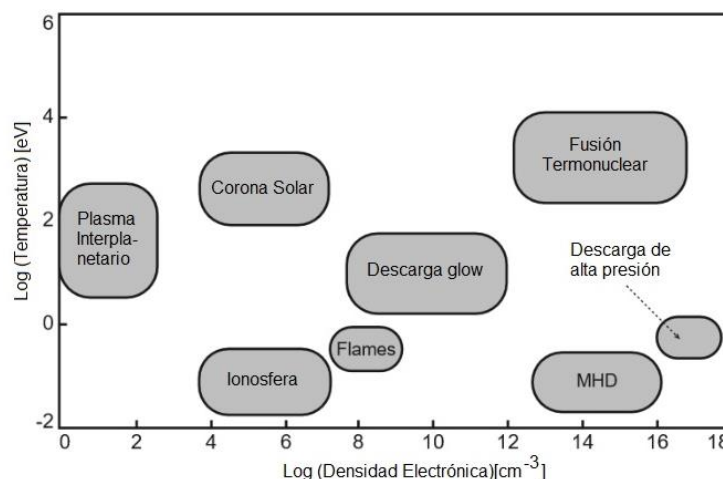 6
4
2
0
-2
Log (Temperatura) [eV]
Fusión
Termonuclear
Corona Solar
Plasma
Interpla-
netario
Descarga de
alta presión
Descarga glow
Flames
Ionosfera
MHD
0 2 4 6 8 10 12 14 16 18
Log (Densidad Electrónica)[cm⁻³]